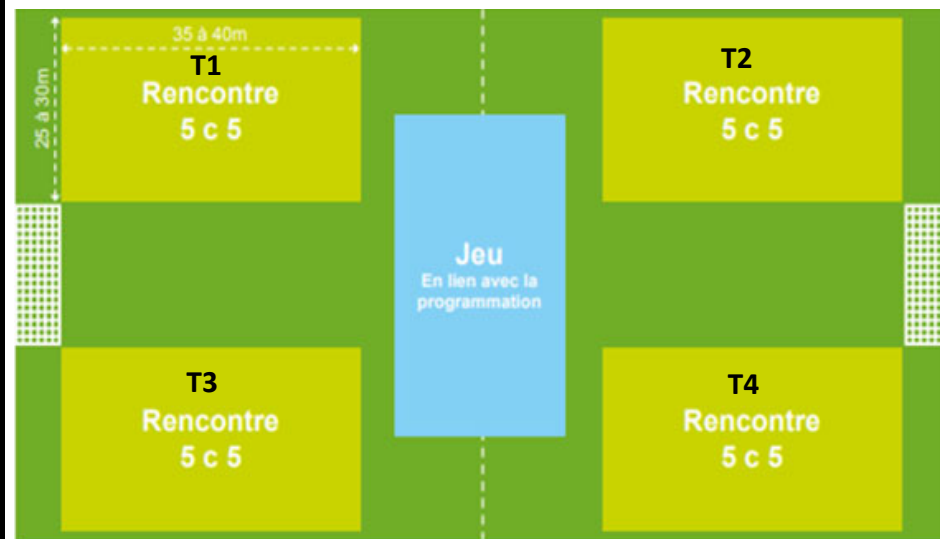 35 à 40m
25 à 30m
T1
Rencontre
5 c 5
T2
Rencontre
5 c 5
Jeu
En lien avec la
programmation
T3
Rencontre
5 c 5
T4
Rencontre
5 c 5